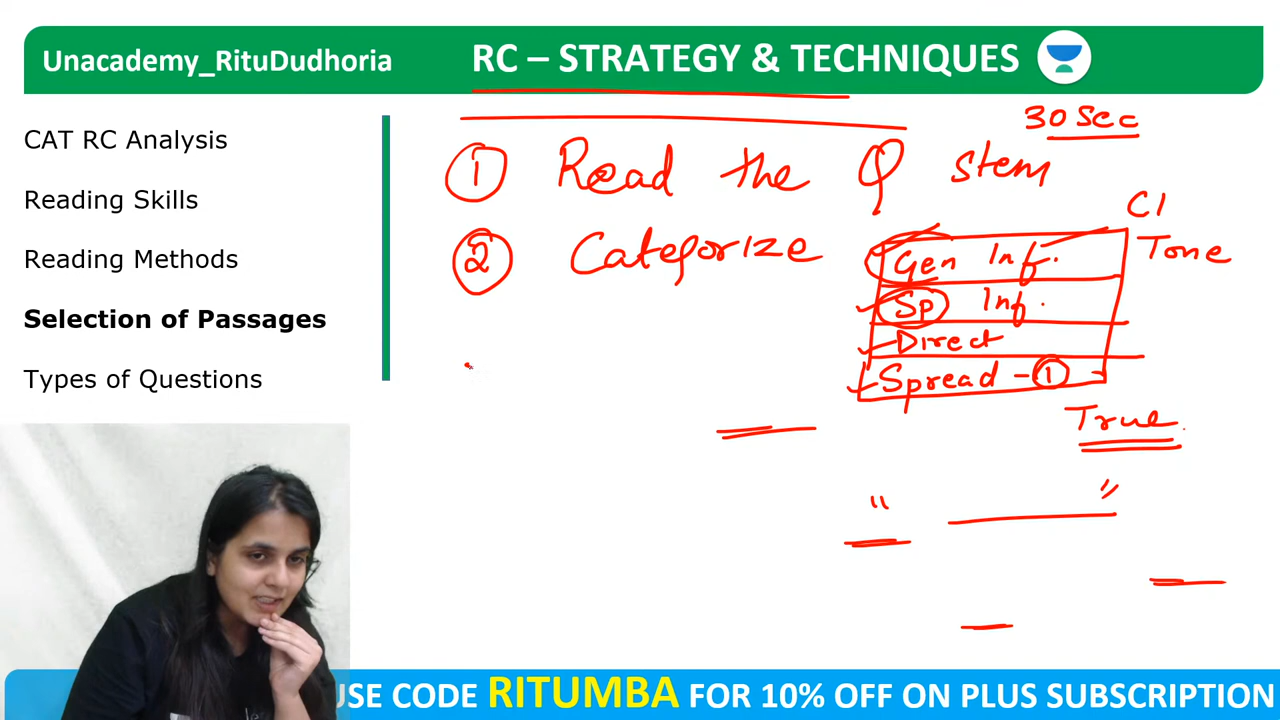 Unacademy_RituDudhoria
RC – STRATEGY & TECHNIQUES
CAT RC Analysis
Reading Skills
Reading Methods
Selection of Passages
Types of Questions
30 Sec
① Read the Q stem
② Categorize
CI
Tone
Gen Inf.
Sp Inf.
Direct
Spread - ①
True.
" "
USE CODE RITUMBA FOR 10% OFF ON PLUS SUBSCRIPTION